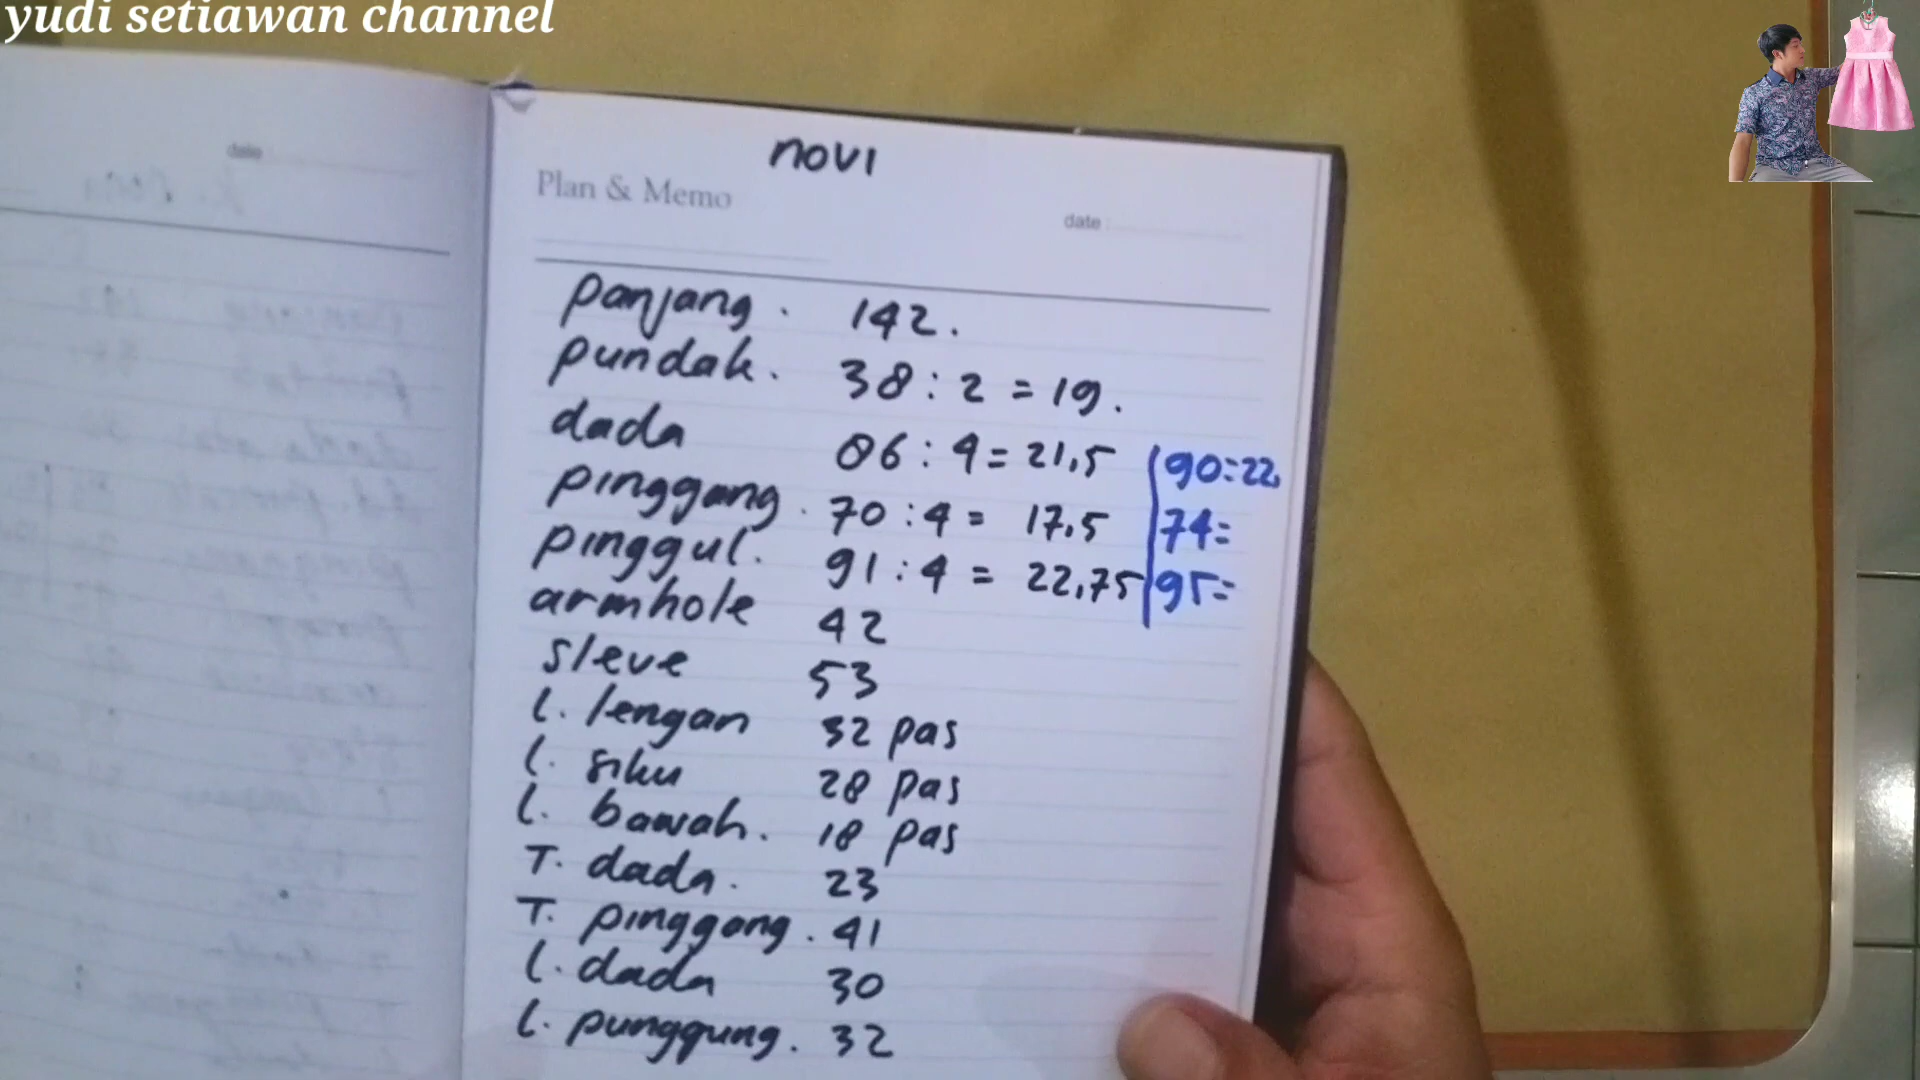 yudi setiawan channel
date
novi
Plan & Memo
date :
panjang. 142.
pundak. 38:2 = 19.
dada 86:4 = 21,5 | 90=22,
pinggang. 70:4 = 17,5 | 74=
pinggul. 91:4 = 22,75 | 95=
armhole 42
sleve 53
l. lengan 32 pas
l. siku 28 pas
l. bawah. 18 pas
T. dada. 23
T. pinggang. 41
l. dada 30
l. punggung. 32